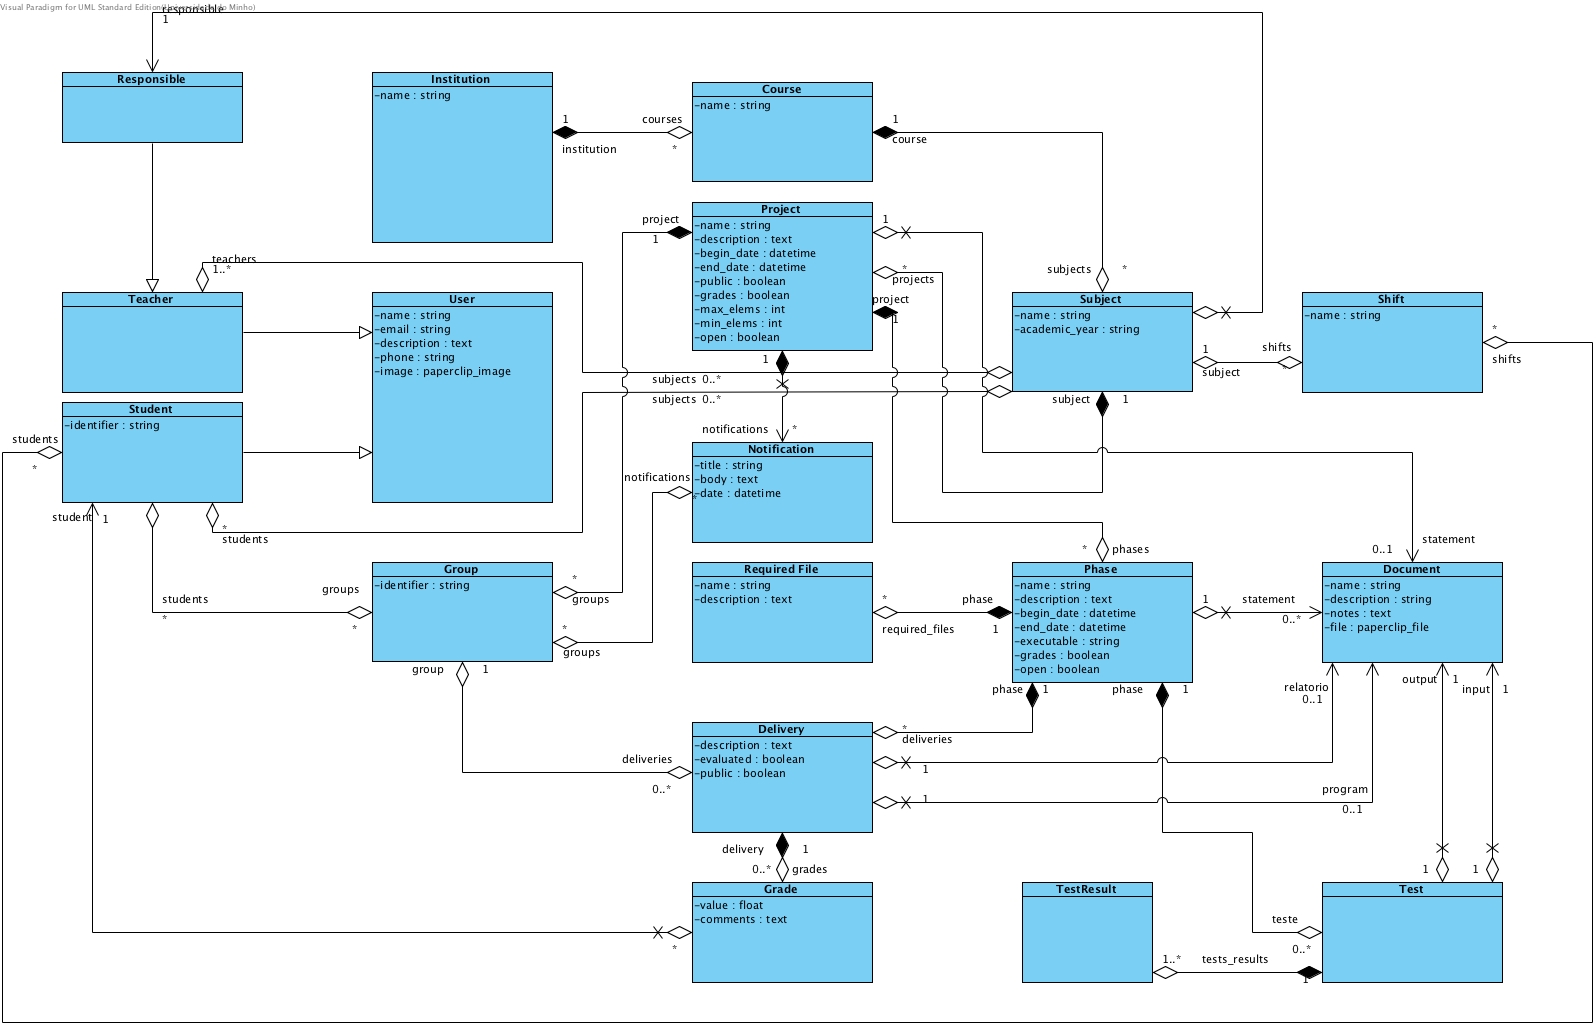 Visual Paradigm for UML Standard Edition(Universidade do Minho)
responsible
1
Responsible
Institution
-name : string
Course
-name : string
1
institution
courses
*
1
course
Project
-name : string
-description : text
-begin_date : datetime
-end_date : datetime
-public : boolean
-grades : boolean
-max_elems : int
-min_elems : int
-open : boolean
project
1
1
*
projects
project
1
subjects
*
teachers
1..*
Teacher
User
-name : string
-email : string
-description : text
-phone : string
-image : paperclip_image
Subject
-name : string
-academic_year : string
Shift
-name : string
1
subject
shifts
*
*
shifts
1
subjects 0..*
subjects 0..*
subject
1
Student
-identifier : string
students
*
notifications
*
Notification
-title : string
-body : text
-date : datetime
notifications
*
student
1
*
students
statement
0..1
*
phases
Group
-identifier : string
*
groups
*
groups
groups
*
students
*
Required File
-name : string
-description : text
*
required_files
phase
1
Phase
-name : string
-description : text
-begin_date : datetime
-end_date : datetime
-executable : string
-grades : boolean
-open : boolean
1
statement
0..*
Document
-name : string
-description : string
-notes : text
-file : paperclip_file
group
1
phase
1
phase
1
relatorio
0..1
output
1
input
1
Delivery
-description : text
-evaluated : boolean
-public : boolean
*
deliveries
1
1
deliveries
0..*
program
0..1
delivery
1
0..*
grades
1
1
Grade
-value : float
-comments : text
*
TestResult
Test
teste
0..*
1..*
tests_results
1